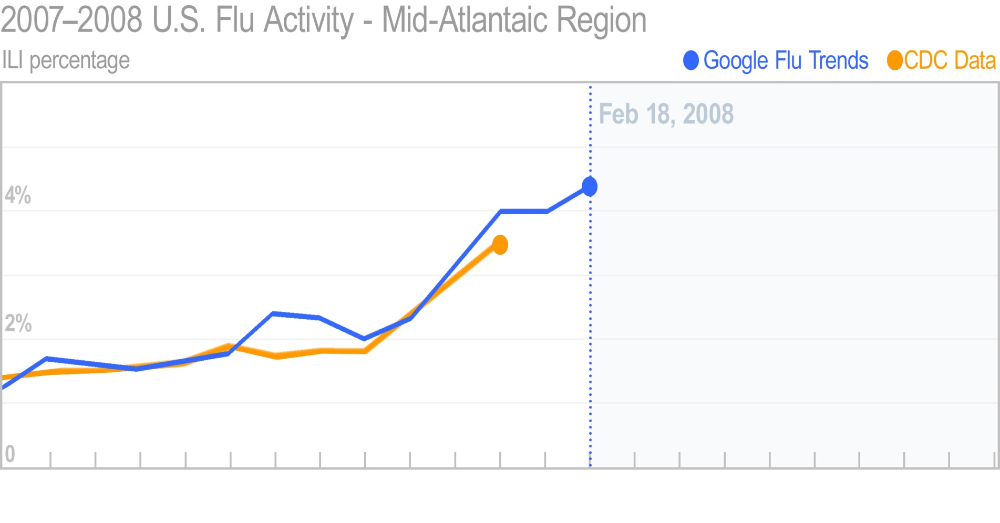 2007–2008 U.S. Flu Activity - Mid-Atlantaic Region
ILI percentage
Google Flu Trends
CDC Data
Feb 18, 2008
4%
2%
0